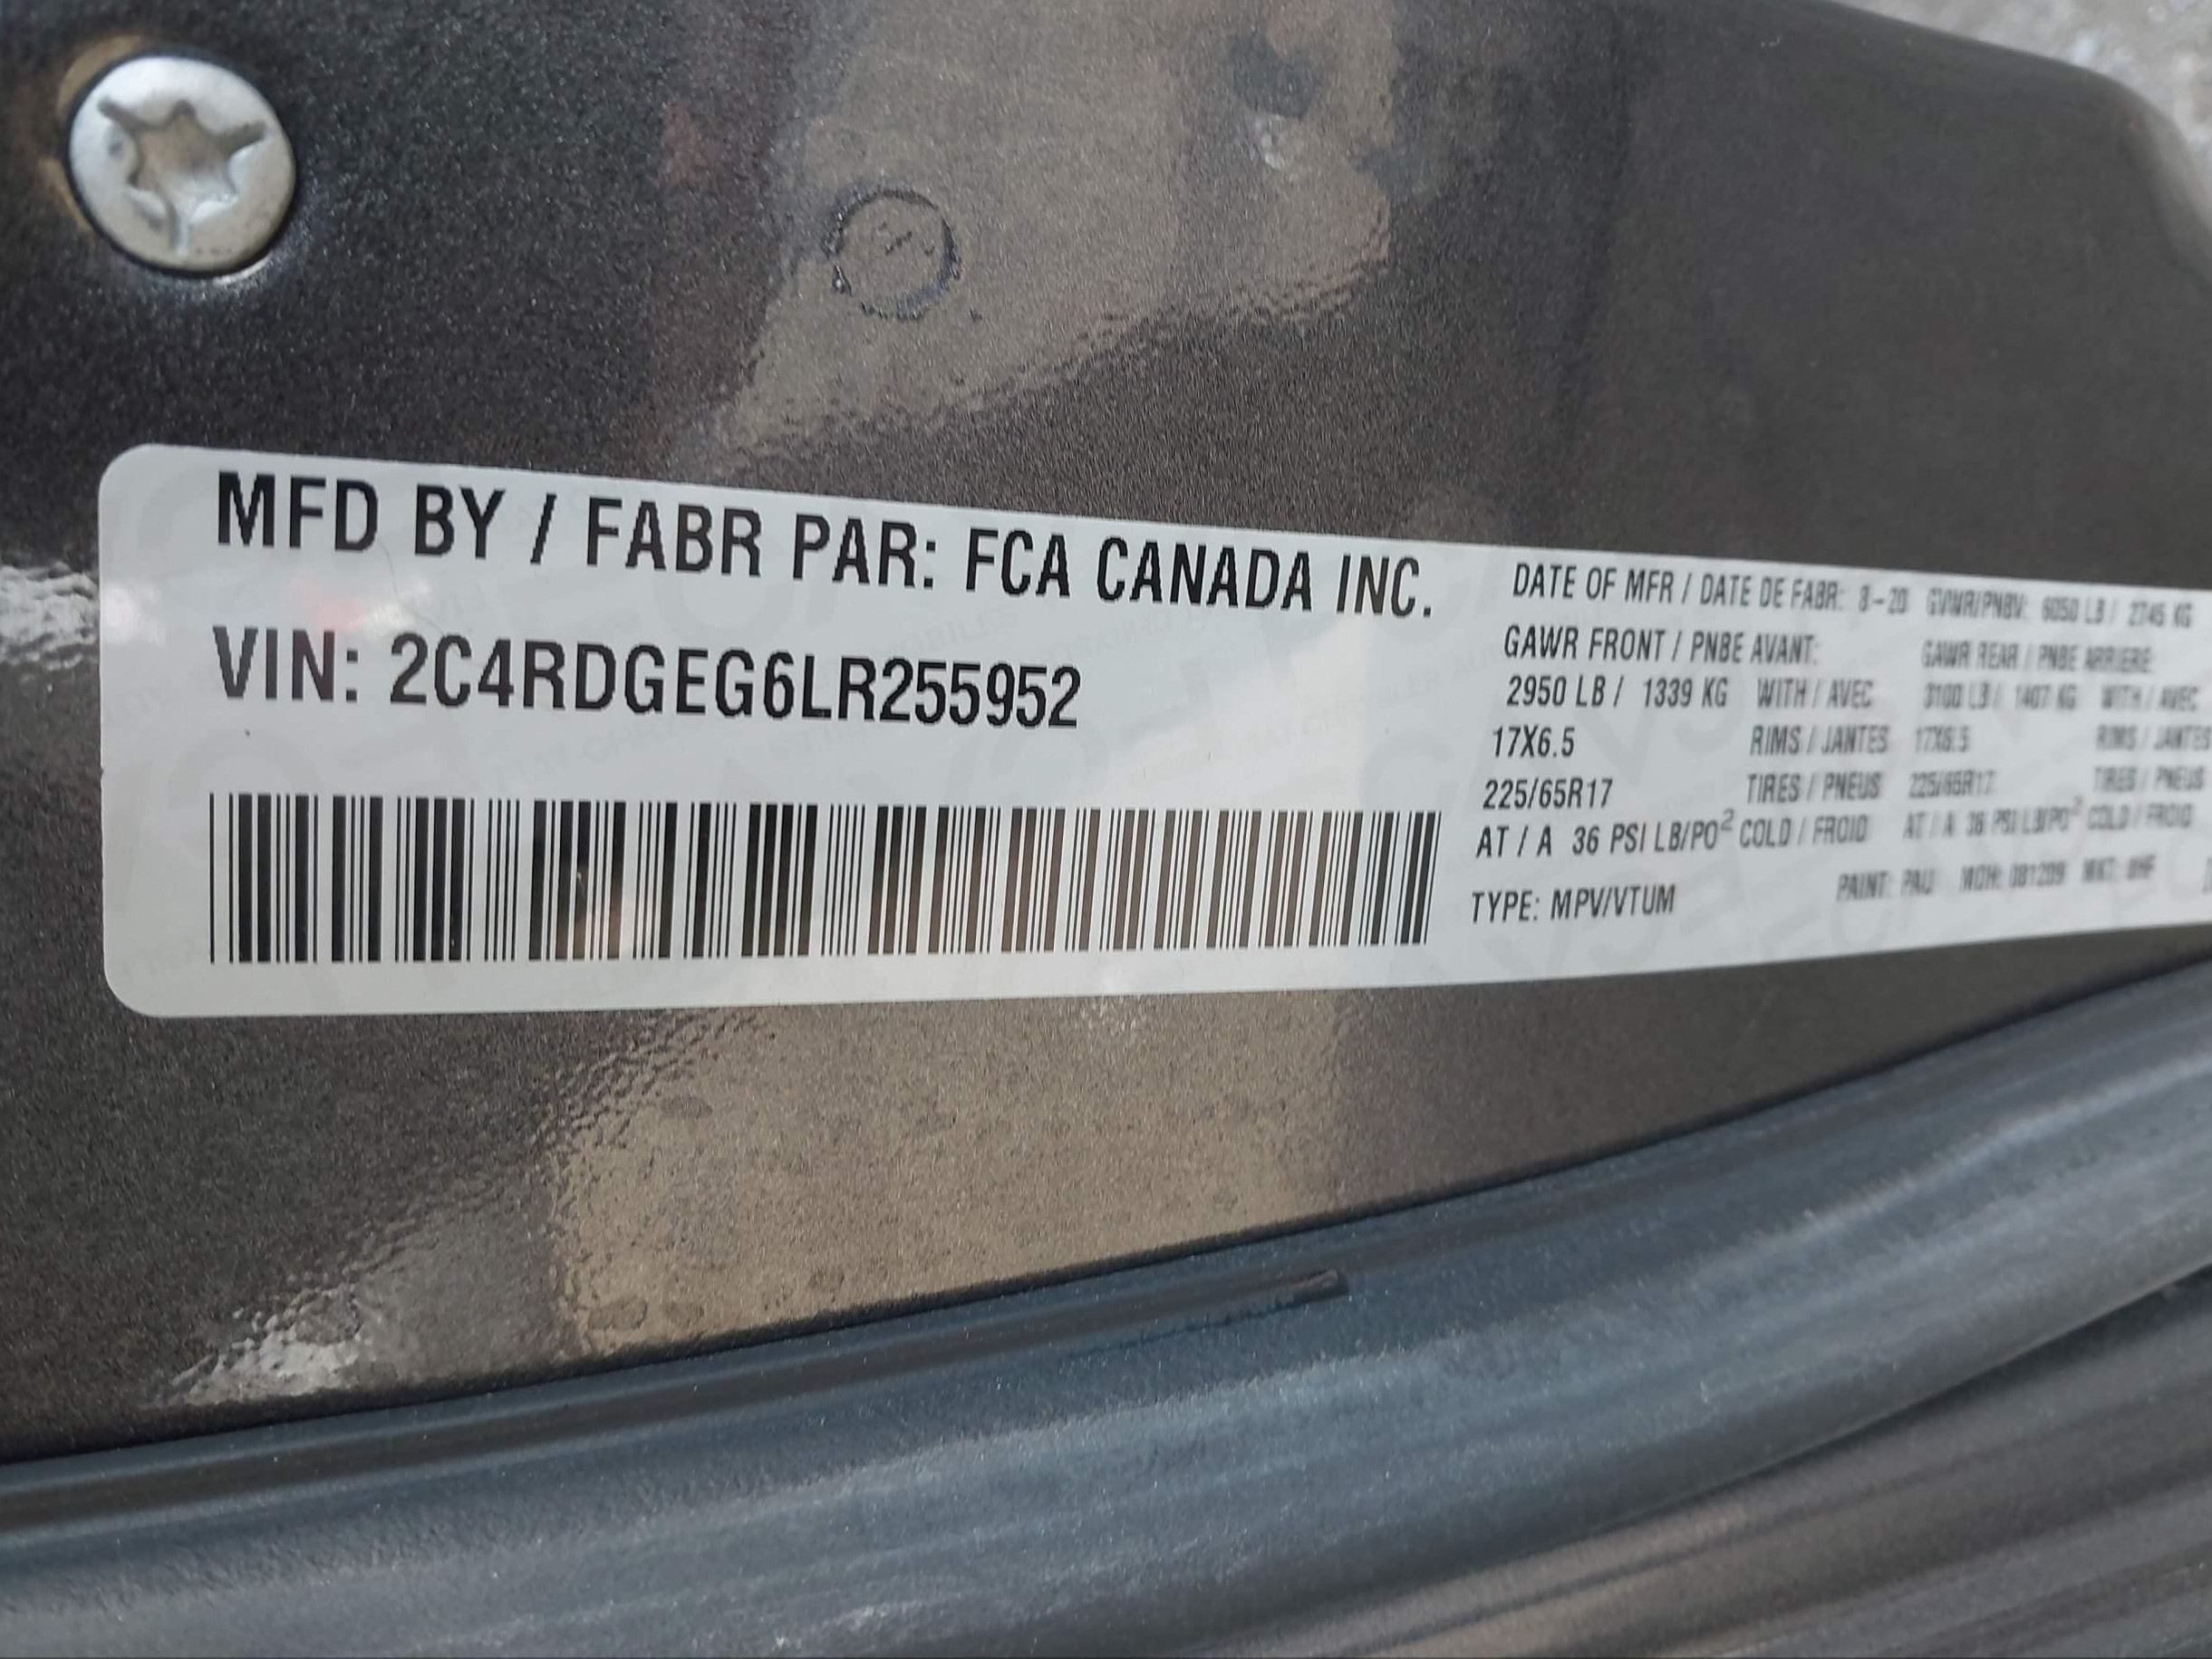 MFD BY / FABR PAR: FCA CANADA INC.
VIN: 2C4RDGEG6LR255952
DATE OF MFR / DATE DE FABR: 8-20 GVWR/PNBV: 6050 LB / 2745 KG
GAWR FRONT / PNBE AVANT: GAWR REAR / PNBE ARRIERE:
2950 LB / 1339 KG WITH / AVEC 3100 LB / 1407 KG WITH / AVEC
17X6.5 RIMS / JANTES 17X6.5 RIMS / JANTES
225/65R17 TIRES / PNEUS 225/65R17 TIRES / PNEUS
AT / A 36 PSI LB/PO² COLD / FROID AT / A 36 PSI LB/PO² COLD / FROID
TYPE: MPV/VTUM PAINT: PAU MDH: 081209